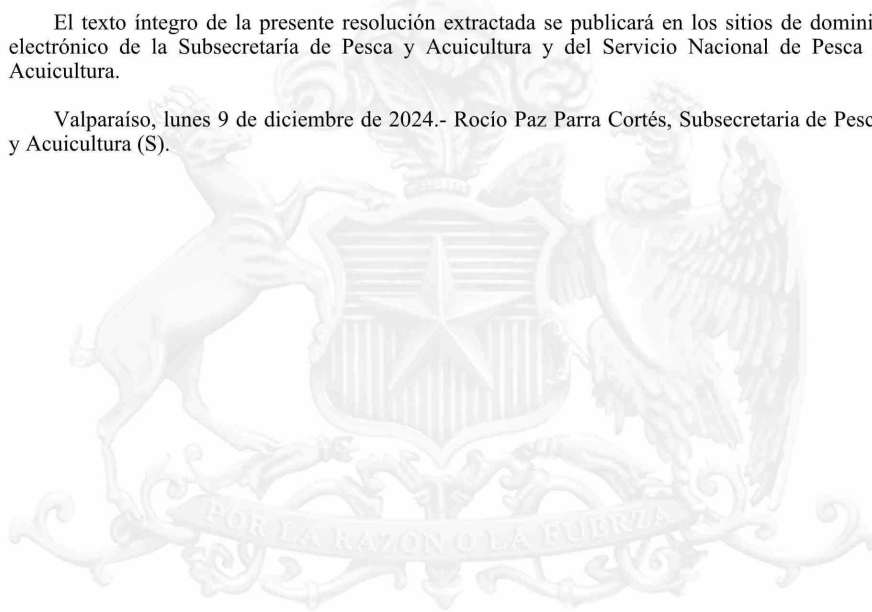 El texto íntegro de la presente resolución extractada se publicará en los sitios de domini
electrónico de la Subsecretaría de Pesca y Acuicultura y del Servicio Nacional de Pesca
Acuicultura.
Valparaíso, lunes 9 de diciembre de 2024.- Rocío Paz Parra Cortés, Subsecretaria de Pesc
y Acuicultura (S).
POR LA RAZÓN O LA FUERZA